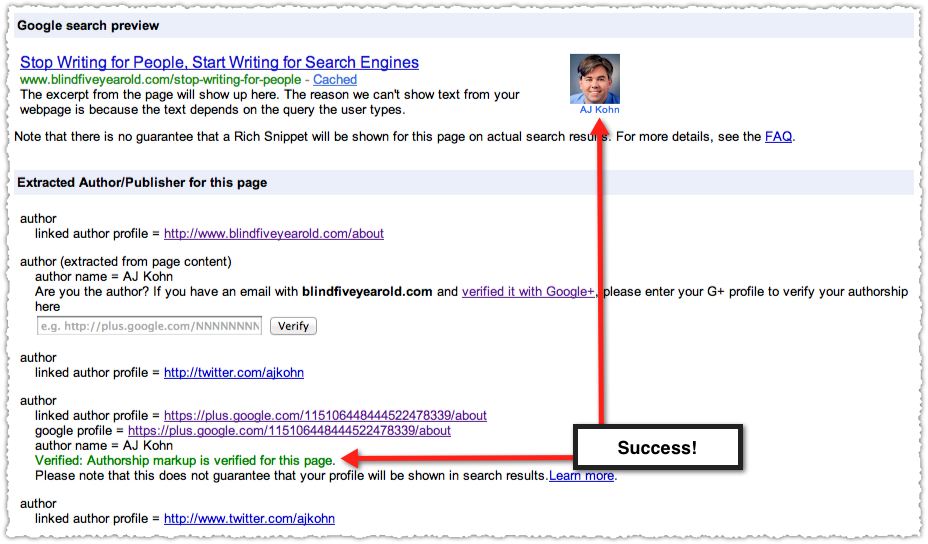 Google search preview
Stop Writing for People, Start Writing for Search Engines
www.blindfiveyearold.com/stop-writing-for-people - Cached
The excerpt from the page will show up here. The reason we can't show text from your
webpage is because the text depends on the query the user types.
AJ Kohn
Note that there is no guarantee that a Rich Snippet will be shown for this page on actual search results. For more details, see the FAQ.
Extracted Author/Publisher for this page
author
linked author profile = http://www.blindfiveyearold.com/about
author (extracted from page content)
author name = AJ Kohn
Are you the author? If you have an email with blindfiveyearold.com and verified it with Google+, please enter your G+ profile to verify your authorship
here
e.g. http://plus.google.com/NNNNNNNN Verify
author
linked author profile = http://twitter.com/ajkohn
author
linked author profile = https://plus.google.com/115106448444522478339/about
google profile = https://plus.google.com/115106448444522478339/about
author name = AJ Kohn
Verified: Authorship markup is verified for this page.
Success!
Please note that this does not guarantee that your profile will be shown in search results.Learn more.
author
linked author profile = http://www.twitter.com/ajkohn